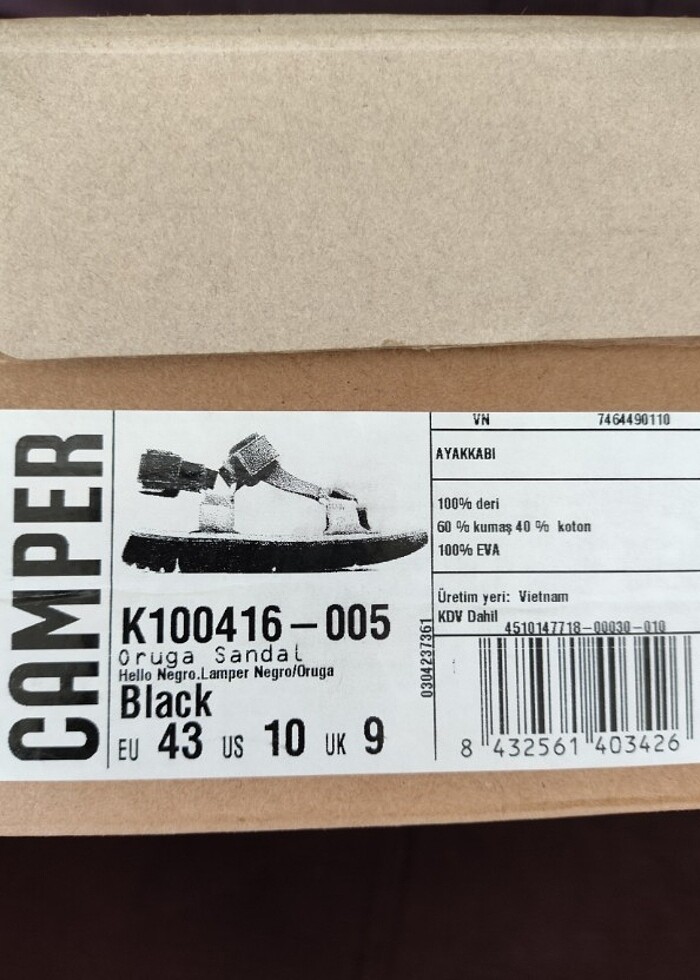 CAMPER
K100416-005
Oruga Sandal
Hello Negro.Lamper Negro/Oruga
Black
EU 43 US 10 UK 9
0304237361
VN 7464490110
AYAKKABI
100% deri
60 % kumaş 40 % koton
100% EVA
Üretim yeri: Vietnam
KDV Dahil
4510147718-00030-010
8 432561 403426